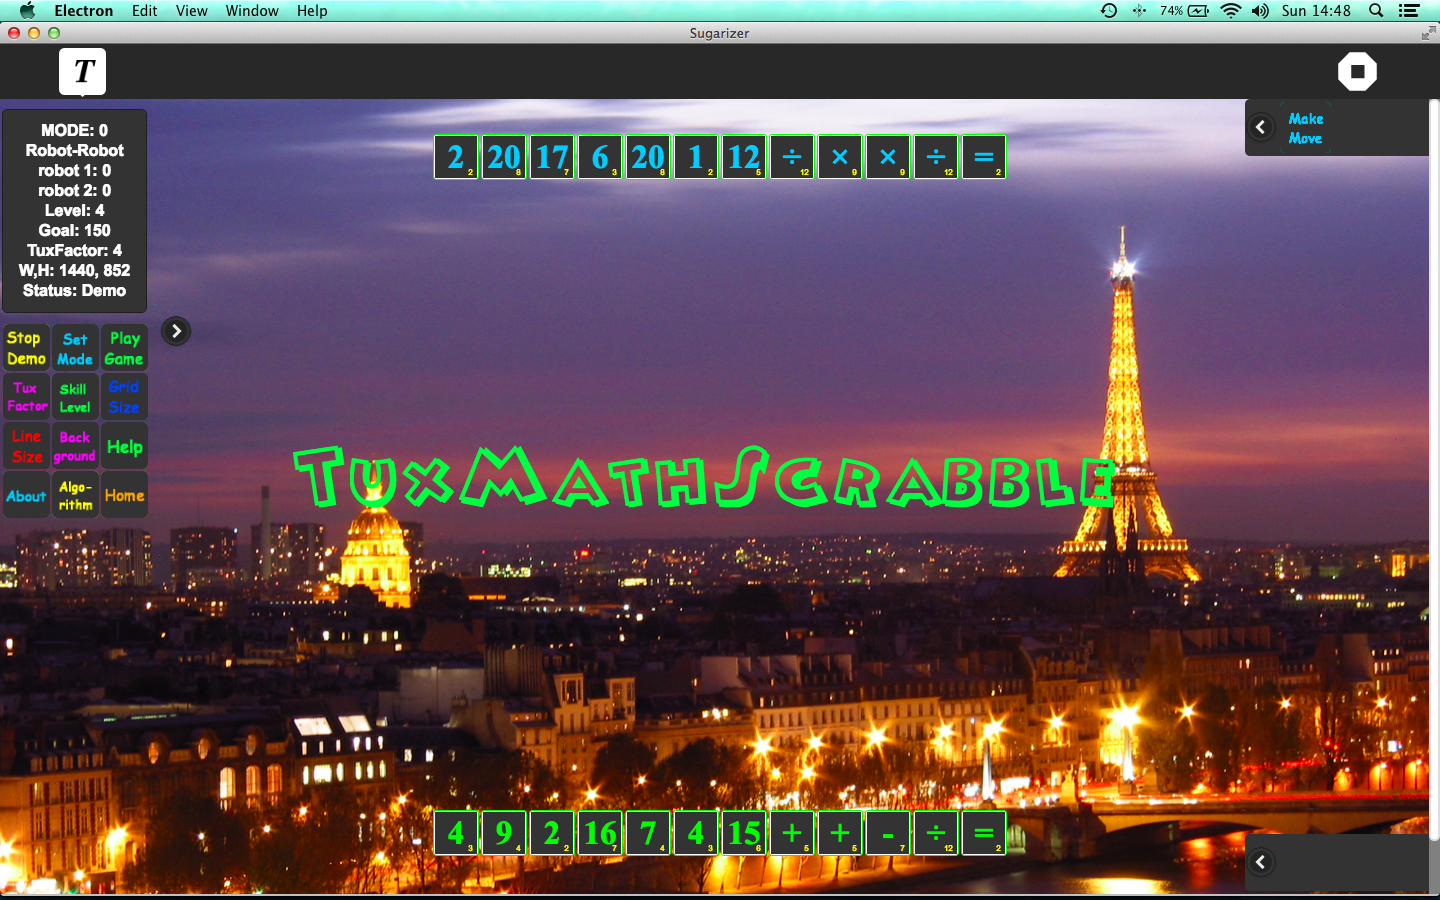 Electron Edit View Window Help 74% Sun 14:48
Sugarizer
T
MODE: 0
Robot-Robot
robot 1: 0
robot 2: 0
Level: 4
Goal: 150
TuxFactor: 4
W,H: 1440, 852
Status: Demo
2 2 20 8 17 7 6 3 20 8 1 2 12 5 ÷ 12 × 9 × 9 ÷ 12 = 2
Make
Move
Stop
Demo
Set
Mode
Play
Game
Tux
Factor
Skill
Level
Grid
Size
Line
Size
Back
ground
Help
About
Algo-
rithm
Home
TuxMathScrabble
4 3 9 4 2 2 16 7 7 4 4 3 15 6 + 5 + 5 - 7 ÷ 12 = 2